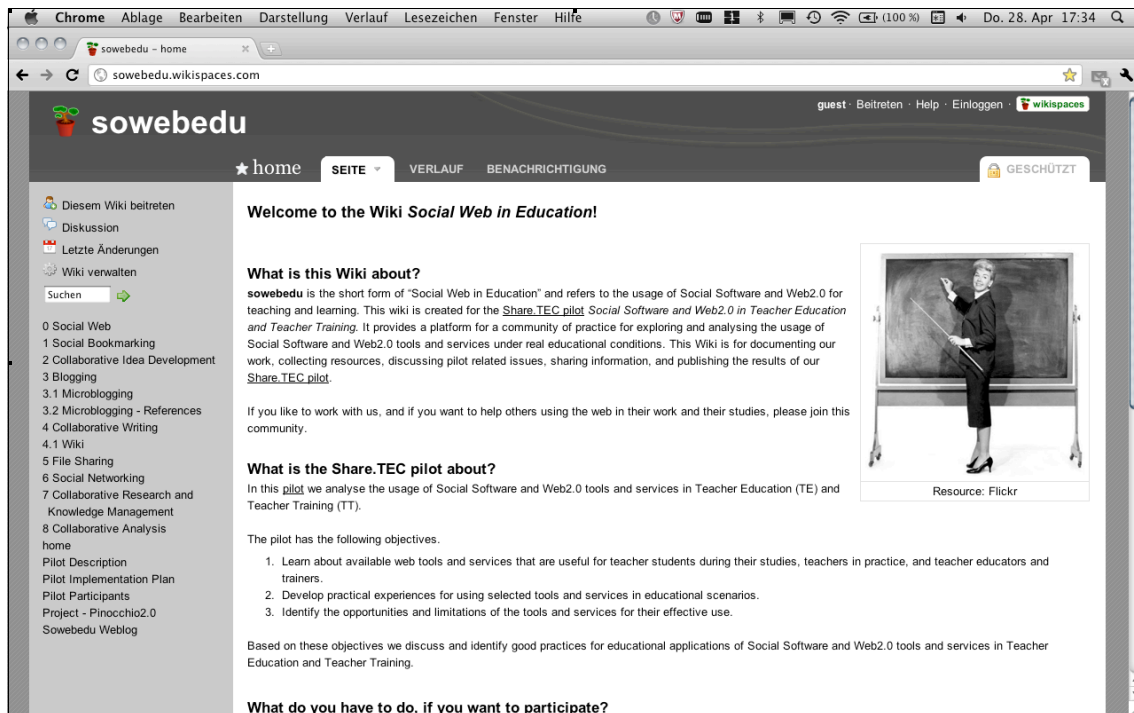 Chrome Ablage Bearbeiten Darstellung Verlauf Lesezeichen Fenster Hilfe (100 %) Do. 28. Apr 17:34
sowebedu – home
sowebedu.wikispaces.com
guest · Beitreten · Help · Einloggen · wikispaces
sowebedu
home SEITE VERLAUF BENACHRICHTIGUNG GESCHÜTZT
Diesem Wiki beitreten
Diskussion
Letzte Änderungen
Wiki verwalten
Suchen
0 Social Web
1 Social Bookmarking
2 Collaborative Idea Development
3 Blogging
3.1 Microblogging
3.2 Microblogging - References
4 Collaborative Writing
4.1 Wiki
5 File Sharing
6 Social Networking
7 Collaborative Research and
Knowledge Management
8 Collaborative Analysis
home
Pilot Description
Pilot Implementation Plan
Pilot Participants
Project - Pinocchio2.0
Sowebedu Weblog
Welcome to the Wiki Social Web in Education!
What is this Wiki about?
sowebedu is the short form of “Social Web in Education” and refers to the usage of Social Software and Web2.0 for
teaching and learning. This wiki is created for the Share.TEC pilot Social Software and Web2.0 in Teacher Education
and Teacher Training. It provides a platform for a community of practice for exploring and analysing the usage of
Social Software and Web2.0 tools and services under real educational conditions. This Wiki is for documenting our
work, collecting resources, discussing pilot related issues, sharing information, and publishing the results of our
Share.TEC pilot.
If you like to work with us, and if you want to help others using the web in their work and their studies, please join this
community.
Resource: Flickr
What is the Share.TEC pilot about?
In this pilot we analyse the usage of Social Software and Web2.0 tools and services in Teacher Education (TE) and
Teacher Training (TT).
The pilot has the following objectives.
1. Learn about available web tools and services that are useful for teacher students during their studies, teachers in practice, and teacher educators and
trainers.
2. Develop practical experiences for using selected tools and services in educational scenarios.
3. Identify the opportunities and limitations of the tools and services for their effective use.
Based on these objectives we discuss and identify good practices for educational applications of Social Software and Web2.0 tools and services in Teacher
Education and Teacher Training.
What do you have to do, if you want to participate?